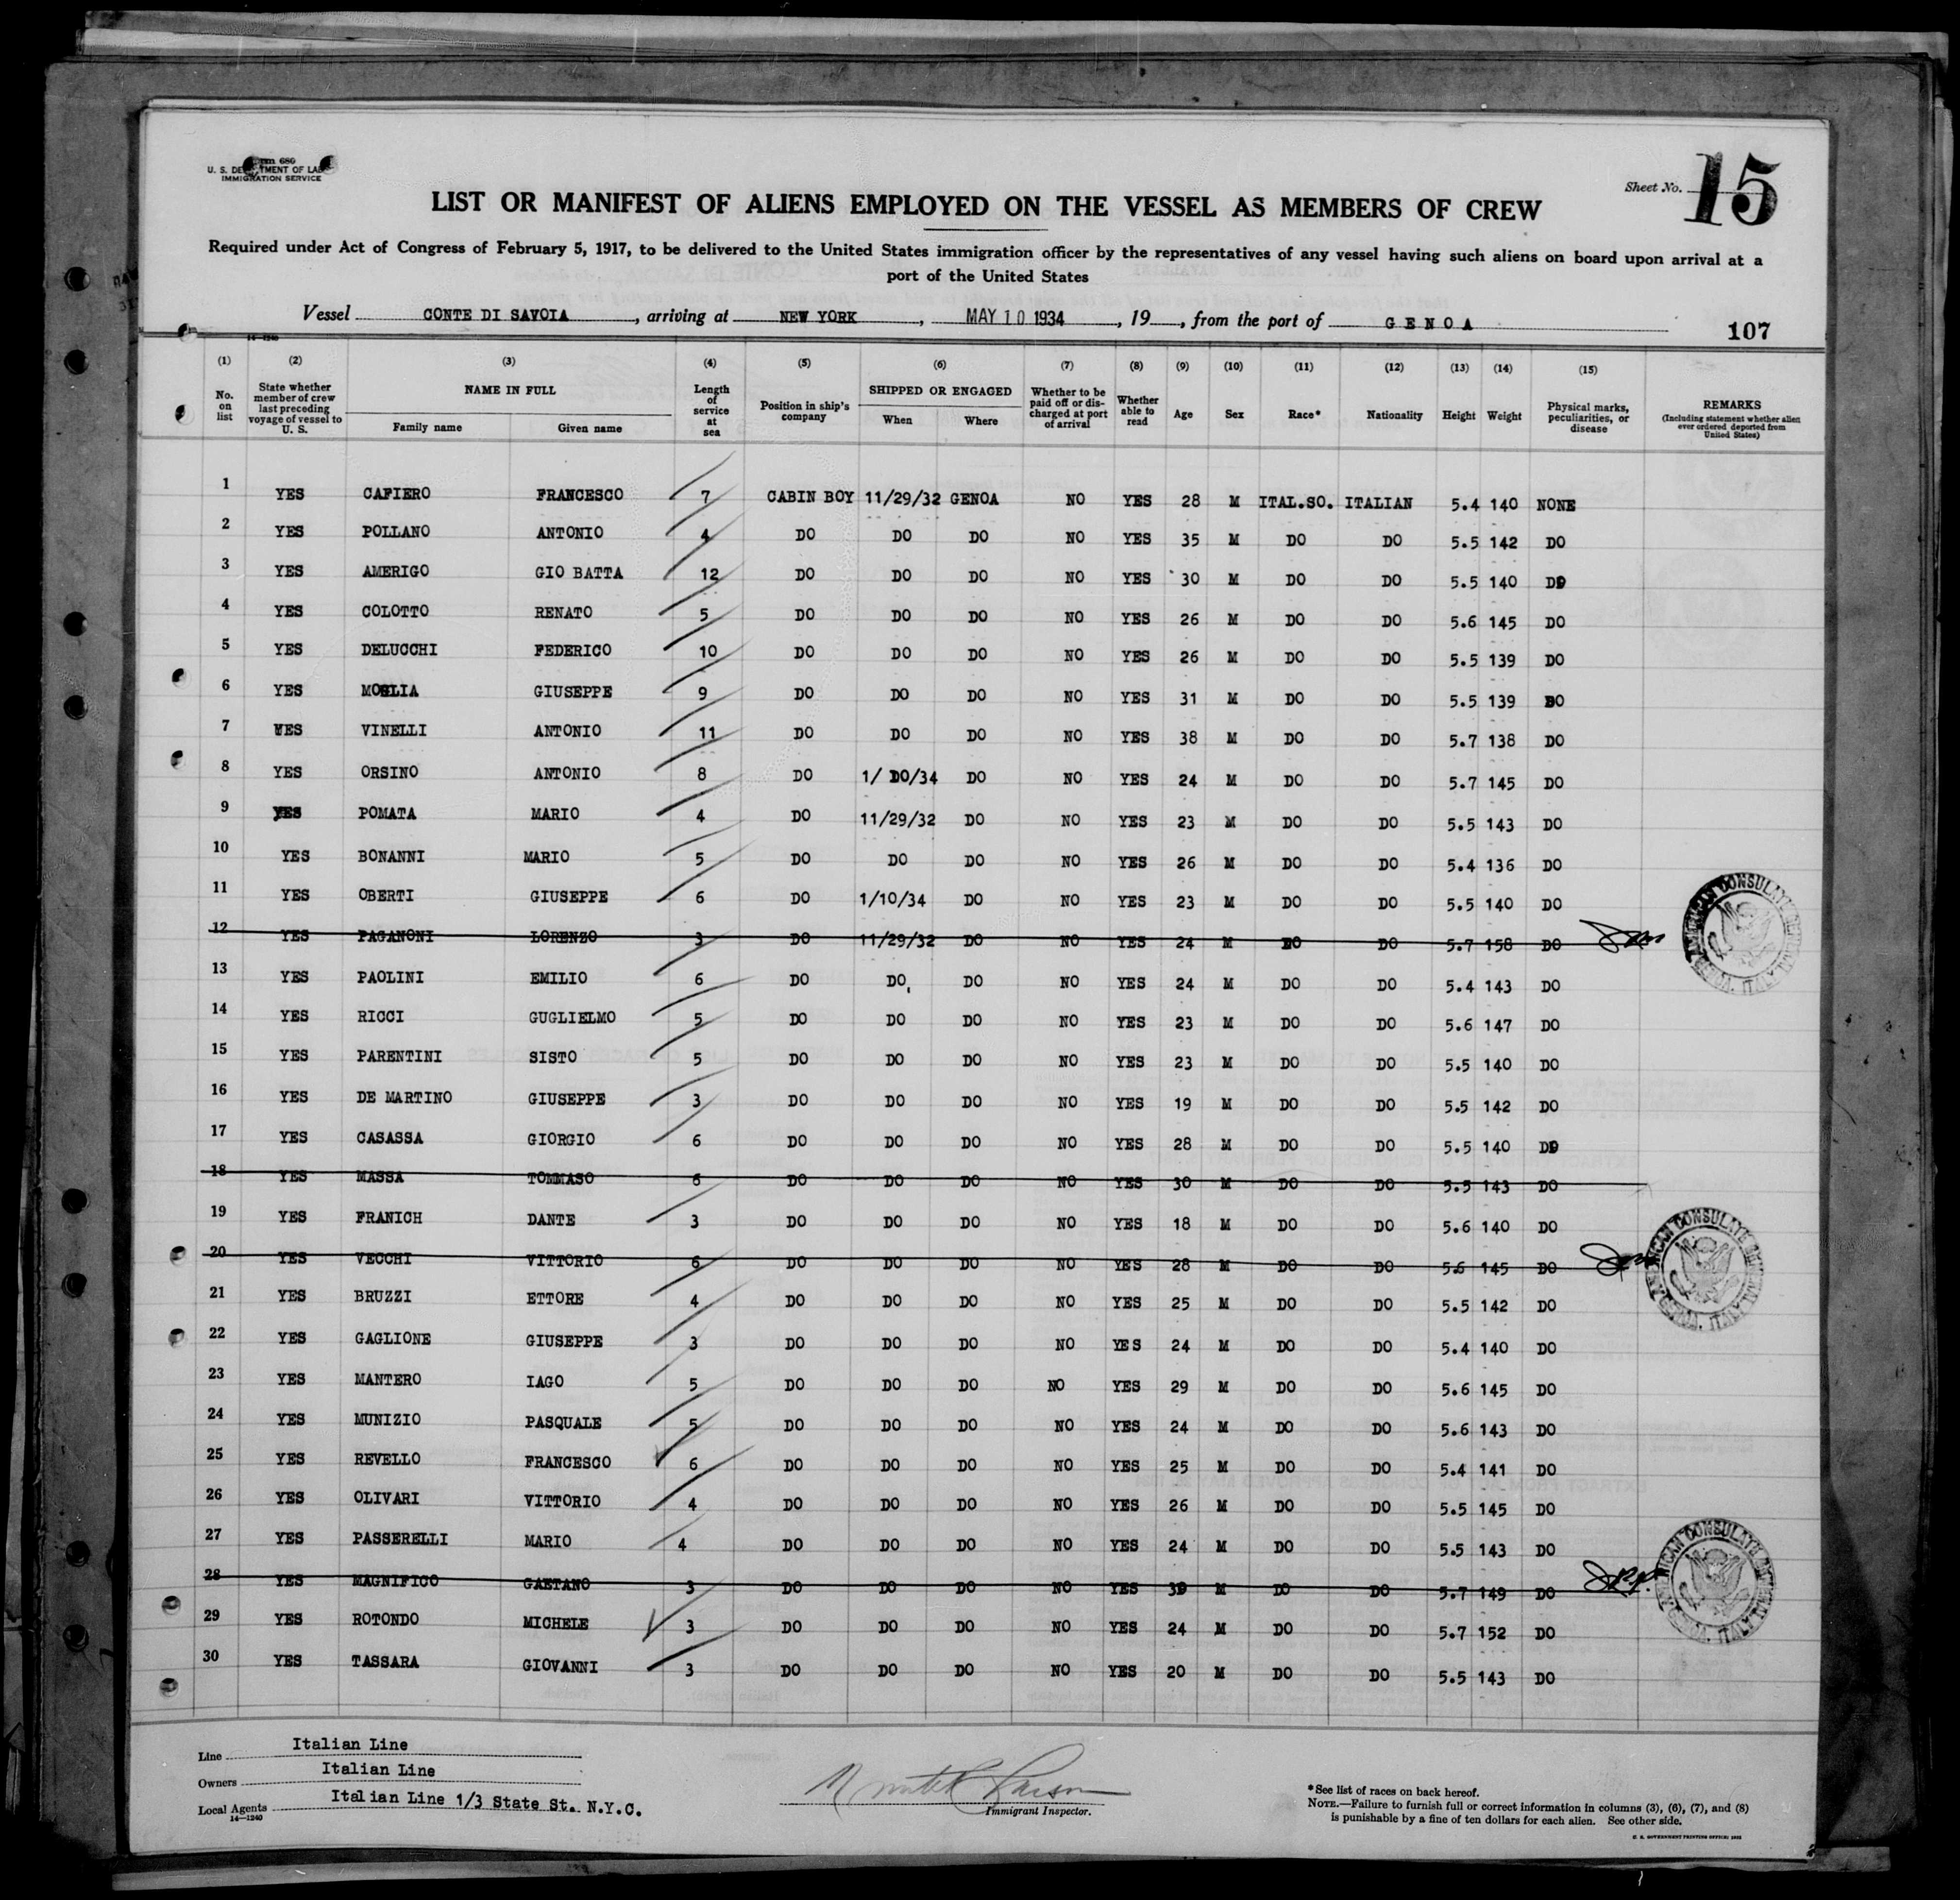 Form 680
U. S. DEPARTMENT OF LABOR
IMMIGRATION SERVICE
Sheet No. 15
LIST OR MANIFEST OF ALIENS EMPLOYED ON THE VESSEL AS MEMBERS OF CREW
Required under Act of Congress of February 5, 1917, to be delivered to the United States immigration officer by the representatives of any vessel having such aliens on board upon arrival at a
port of the United States
Vessel CONTE DI SAVOIA, arriving at NEW YORK, MAY 10 1934, 19, from the port of GENOA 107
14—1240
(1) No. on list (2) State whether member of crew last preceding voyage of vessel to U. S. (3) NAME IN FULL Family name Given name (4) Length of service at sea (5) Position in ship's company (6) SHIPPED OR ENGAGED When Where (7) Whether to be paid off or discharged at port of arrival (8) Whether able to read (9) Age (10) Sex (11) Race* (12) Nationality (13) Height (14) Weight (15) Physical marks, peculiarities, or disease REMARKS (Including statement whether alien ever ordered deported from United States)
1 YES CAFIERO FRANCESCO 7 CABIN BOY 11/29/32 GENOA NO YES 28 M ITAL.SO. ITALIAN 5.4 140 NONE
2 YES POLLANO ANTONIO 4 DO DO DO NO YES 35 M DO DO 5.5 142 DO
3 YES AMERIGO GIO BATTA 12 DO DO DO NO YES 30 M DO DO 5.5 140 DO
4 YES COLOTTO RENATO 5 DO DO DO NO YES 26 M DO DO 5.6 145 DO
5 YES DELUCCHI FEDERICO 10 DO DO DO NO YES 26 M DO DO 5.5 139 DO
6 YES MOGLIA GIUSEPPE 9 DO DO DO NO YES 31 M DO DO 5.5 139 DO
7 YES VINELLI ANTONIO 11 DO DO DO NO YES 38 M DO DO 5.7 138 DO
8 YES ORSINO ANTONIO 8 DO 1/ DO/34 DO NO YES 24 M DO DO 5.7 145 DO
9 YES POMATA MARIO 4 DO 11/29/32 DO NO YES 23 M DO DO 5.5 143 DO
10 YES BONANNI MARIO 5 DO DO DO NO YES 26 M DO DO 5.4 136 DO
11 YES OBERTI GIUSEPPE 6 DO 1/10/34 DO NO YES 23 M DO DO 5.5 140 DO
12 YES PAGANONI LORENZO 3 DO 11/29/32 DO NO YES 24 M DO DO 5.7 158 DO
13 YES PAOLINI EMILIO 6 DO DO DO NO YES 24 M DO DO 5.4 143 DO
14 YES RICCI GUGLIELMO 5 DO DO DO NO YES 23 M DO DO 5.6 147 DO
15 YES PARENTINI SISTO 5 DO DO DO NO YES 23 M DO DO 5.5 140 DO
16 YES DE MARTINO GIUSEPPE 3 DO DO DO NO YES 19 M DO DO 5.5 142 DO
17 YES CASASSA GIORGIO 6 DO DO DO NO YES 28 M DO DO 5.5 140 DO
18 YES MASSA TOMMASO 6 DO DO DO NO YES 30 M DO DO 5.5 143 DO
19 YES FRANICH DANTE 3 DO DO DO NO YES 18 M DO DO 5.6 140 DO
20 YES VECCHI VITTORIO 6 DO DO DO NO YES 28 M DO DO 5.6 145 DO
21 YES BRUZZI ETTORE 4 DO DO DO NO YES 25 M DO DO 5.5 142 DO
22 YES GAGLIONE GIUSEPPE 3 DO DO DO NO YES 24 M DO DO 5.4 140 DO
23 YES MANTERO IAGO 5 DO DO DO NO YES 29 M DO DO 5.6 145 DO
24 YES MUNIZIO PASQUALE 5 DO DO DO NO YES 24 M DO DO 5.6 143 DO
25 YES REVELLO FRANCESCO 6 DO DO DO NO YES 25 M DO DO 5.4 141 DO
26 YES OLIVARI VITTORIO 4 DO DO DO NO YES 26 M DO DO 5.5 145 DO
27 YES PASSERELLI MARIO 4 DO DO DO NO YES 24 M DO DO 5.5 143 DO
28 YES MAGNIFICO GAETANO 3 DO DO DO NO YES 39 M DO DO 5.7 149 DO
29 YES ROTONDO MICHELE 3 DO DO DO NO YES 24 M DO DO 5.7 152 DO
30 YES TASSARA GIOVANNI 3 DO DO DO NO YES 20 M DO DO 5.5 143 DO
AMERICAN CONSULATE GENERAL GENOA, ITALY
AMERICAN CONSULATE GENERAL GENOA, ITALY
AMERICAN CONSULATE GENERAL GENOA, ITALY
Line Italian Line
Owners Italian Line
Local Agents Italian Line 1/3 State St. N.Y.C.
14—1240
Immigrant Inspector.
*See list of races on back hereof.
NOTE.—Failure to furnish full or correct information in columns (3), (6), (7), and (8)
is punishable by a fine of ten dollars for each alien. See other side.
U. S. GOVERNMENT PRINTING OFFICE: 1932